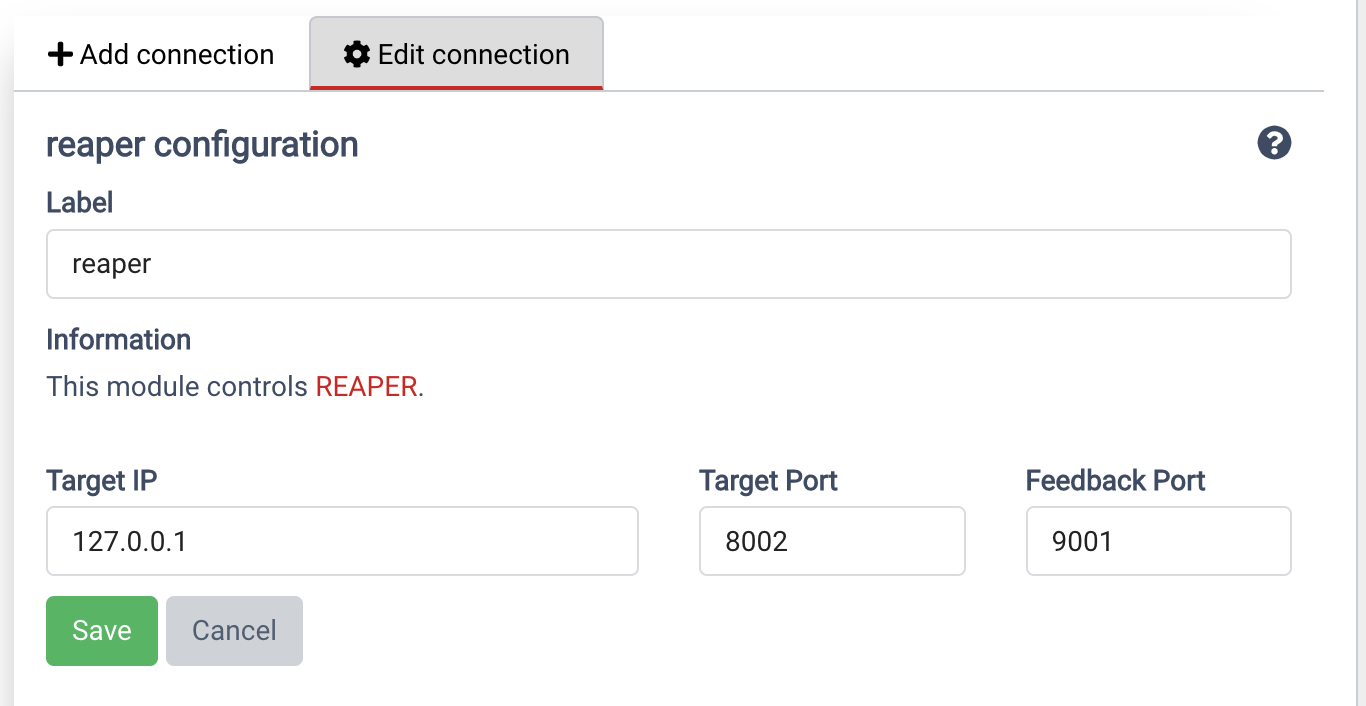 Add connection
Edit connection
reaper configuration
Label
reaper
Information
This module controls REAPER.
Target IP
Target Port
Feedback Port
127.0.0.1
8002
9001
Save
Cancel